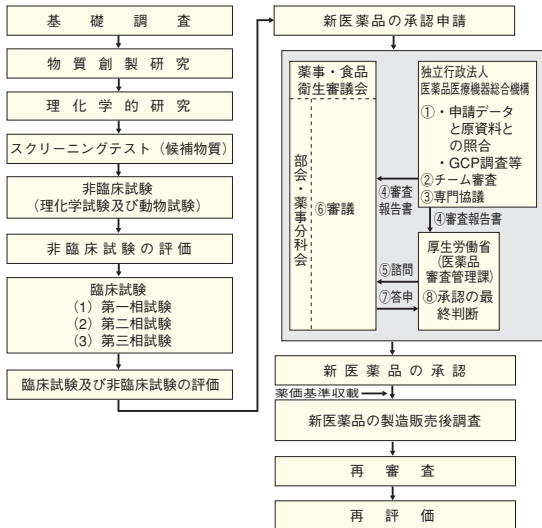 基礎調査
物質創製研究
理化学的研究
スクリーニングテスト（候補物質）
非臨床試験
（理化学試験及び動物試験）
非臨床試験の評価
臨床試験
（1）第一相試験
（2）第二相試験
（3）第三相試験
臨床試験及び非臨床試験の評価
新医薬品の承認申請
薬事・食品
衛生審議会
部会・薬事分科会
⑥審議
独立行政法人
医薬品医療機器総合機構
①・申請データ
と原資料と
の照合
・GCP調査等
②チーム審査
③専門協議
④審査
報告書
④審査報告書
厚生労働省
（医薬品
審査管理課）
⑧承認の最
終判断
⑤諮問
⑦答申
新医薬品の承認
薬価基準収載
新医薬品の製造販売後調査
再審査
再評価